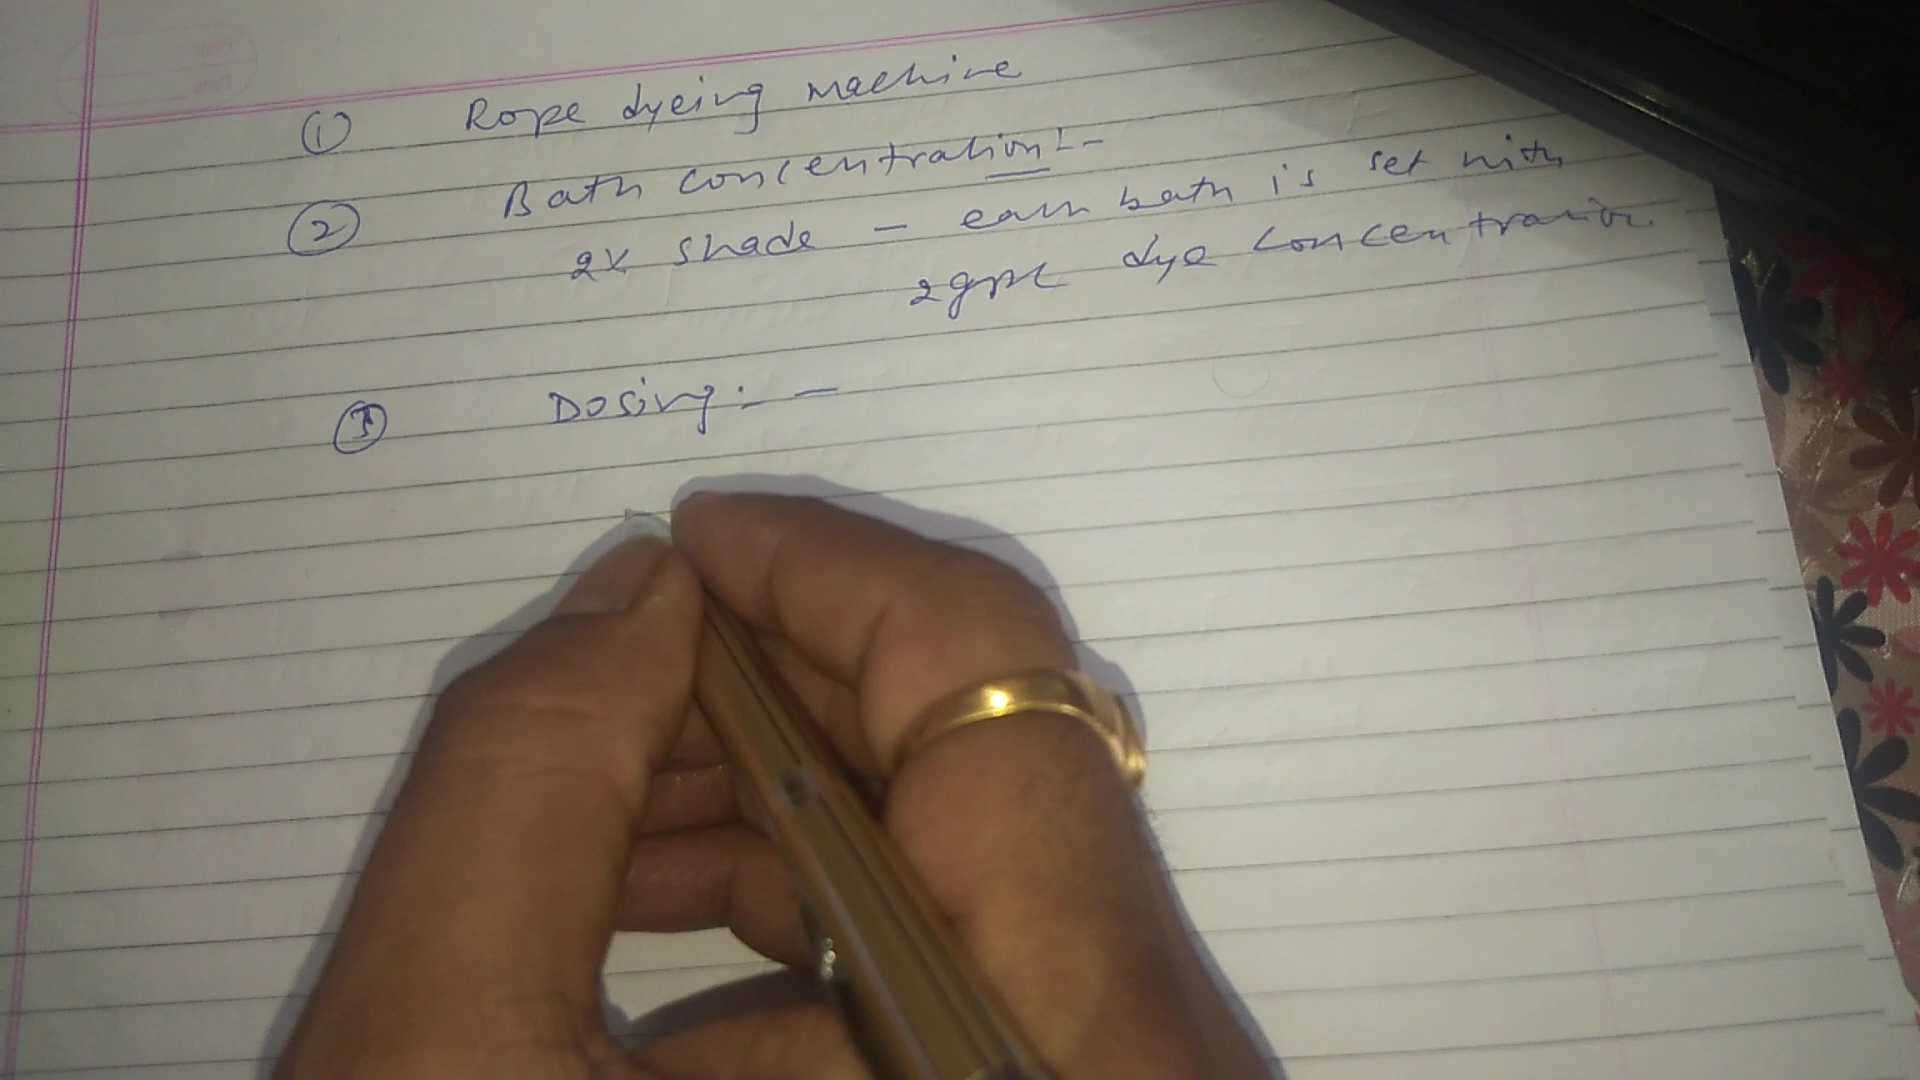 ① Rope dyeing machine
② Bath concentration:-
2% shade - each bath is set with
2gpl dye concentration.
③ Dosing:-